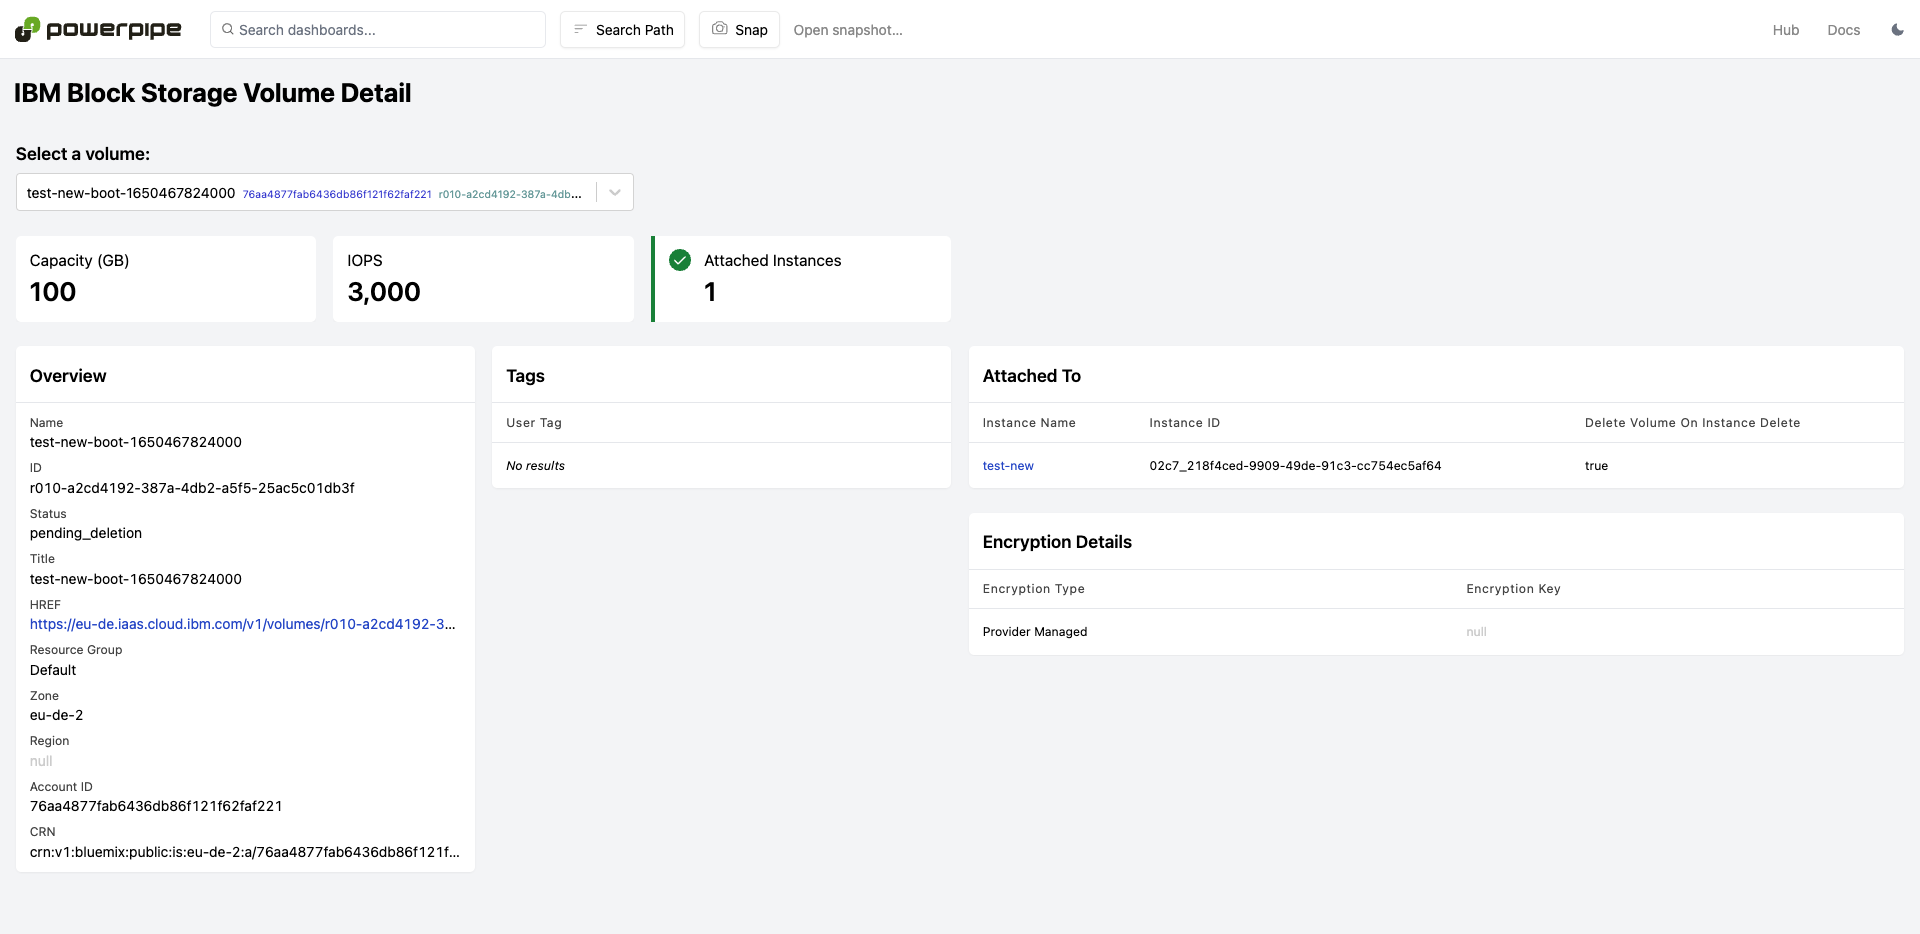 powerpipe
Search dashboards...
Search Path
Snap
Open snapshot...
Hub
Docs
IBM Block Storage Volume Detail
Select a volume:
test-new-boot-1650467824000 76aa4877fab6436db86f121f62faf221 r010-a2cd4192-387a-4db...
Capacity (GB)
100
IOPS
3,000
Attached Instances
1
Overview
Name
test-new-boot-1650467824000
ID
r010-a2cd4192-387a-4db2-a5f5-25ac5c01db3f
Status
pending_deletion
Title
test-new-boot-1650467824000
HREF
https://eu-de.iaas.cloud.ibm.com/v1/volumes/r010-a2cd4192-3...
Resource Group
Default
Zone
eu-de-2
Region
null
Account ID
76aa4877fab6436db86f121f62faf221
CRN
crn:v1:bluemix:public:is:eu-de-2:a/76aa4877fab6436db86f121f...
Tags
User Tag
No results
Attached To
Instance Name Instance ID Delete Volume On Instance Delete
test-new 02c7_218f4ced-9909-49de-91c3-cc754ec5af64 true
Encryption Details
Encryption Type Encryption Key
Provider Managed null